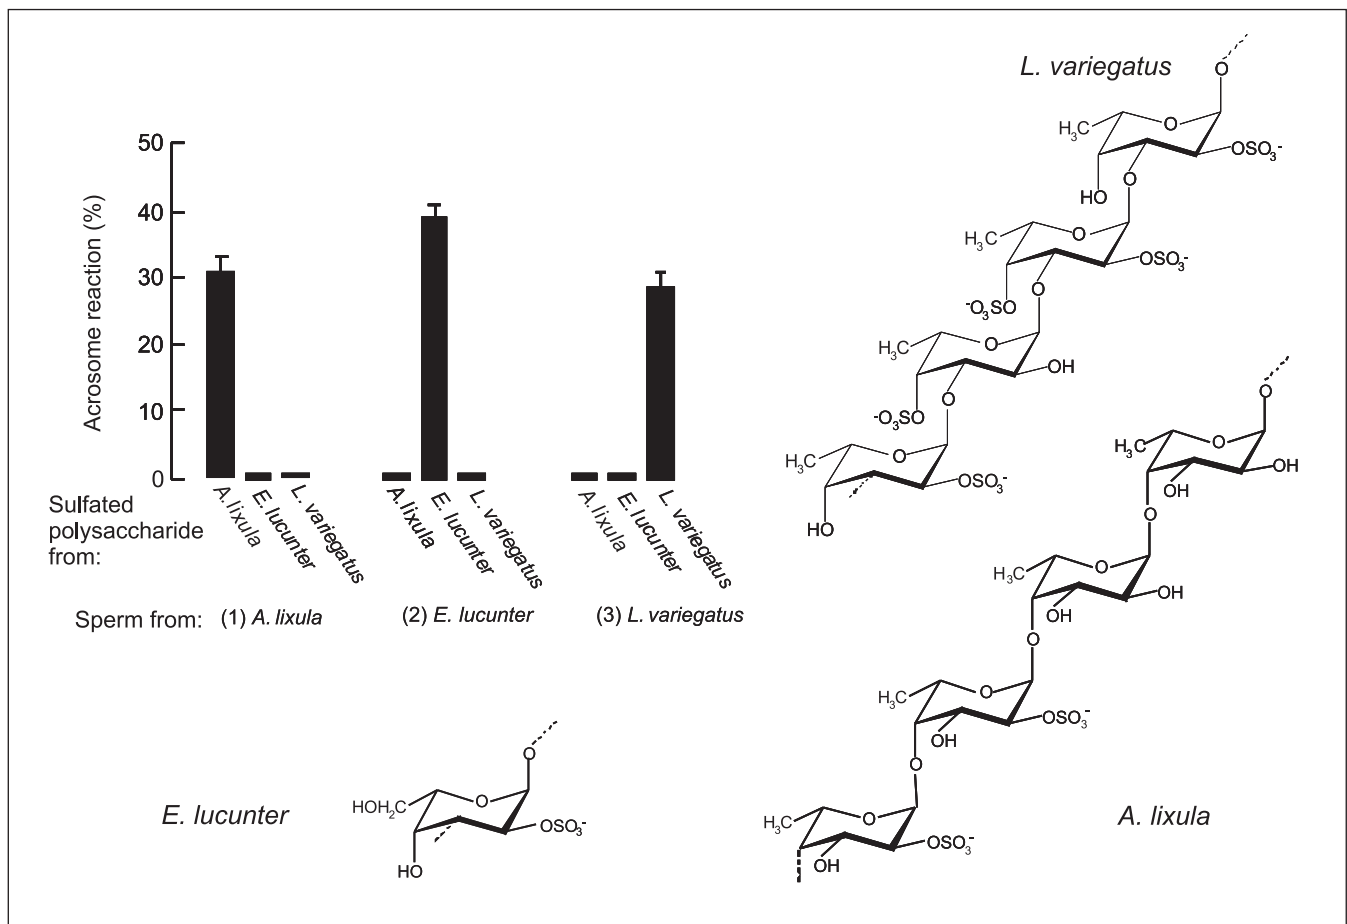 L. variegatus
O
H₃C
O
OSO₃⁻
HO
O
H₃C
O
OSO₃⁻
⁻O₃SO
O
H₃C
O
OH
⁻O₃SO
O
H₃C
O
OSO₃⁻
HO
50
40
30
20
10
0
Acrosome reaction (%)
Sulfated
polysaccharide
from:
A. lixula
E. lucunter
L. variegatus
A. lixula
E. lucunter
L. variegatus
A. lixula
E. lucunter
L. variegatus
Sperm from: (1) A. lixula (2) E. lucunter (3) L. variegatus
O
H₃C
O
OH
OH
O
H₃C
O
OH
OH
O
H₃C
O
OSO₃⁻
OH
O
H₃C
O
OSO₃⁻
OH
A. lixula
E. lucunter
O
HOH₂C
O
OSO₃⁻
HO